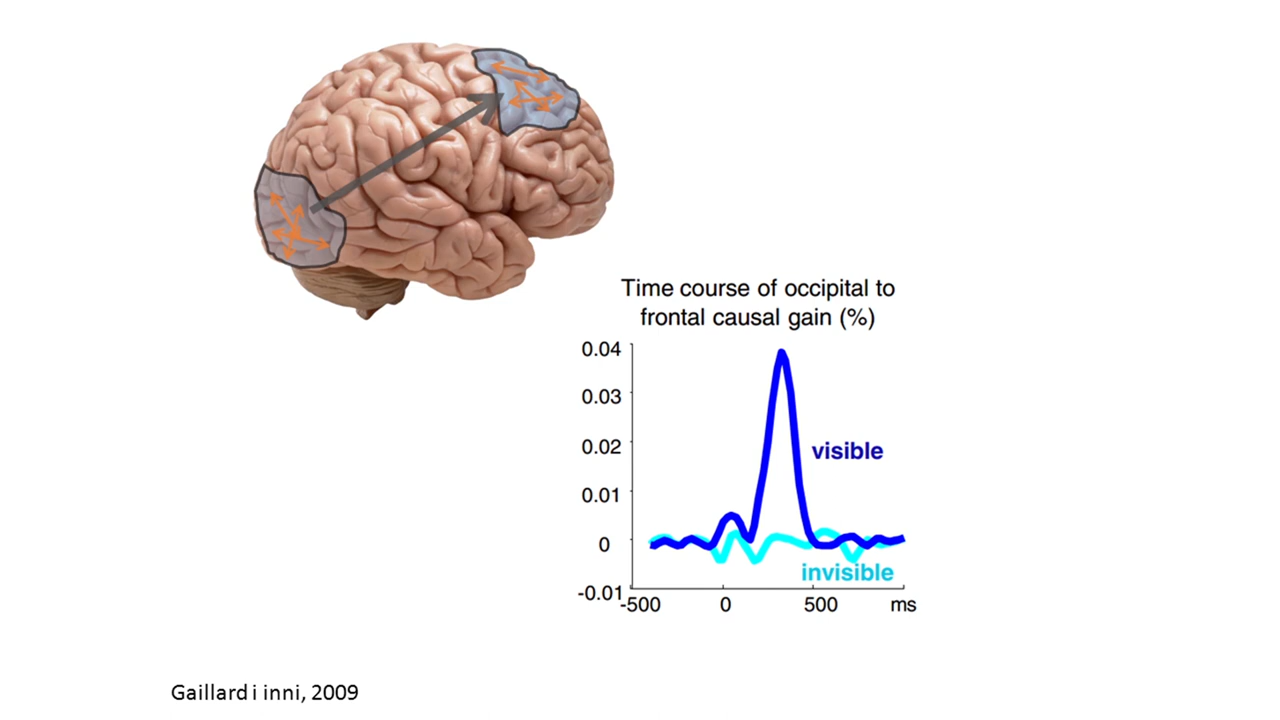 Time course of occipital to
frontal causal gain (%)
0.04
0.03
0.02
0.01
0
-0.01
visible
invisible
-500 0 500 ms
Gaillard i inni, 2009